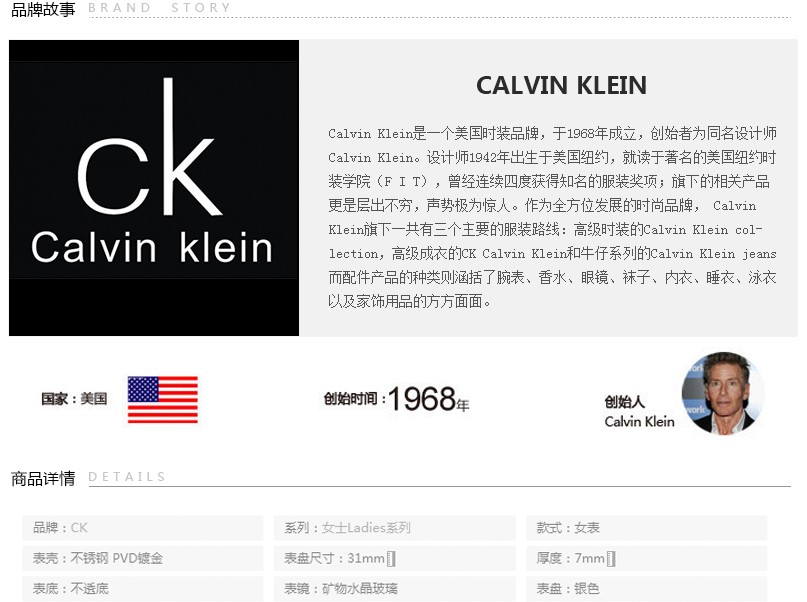 品牌故事 BRAND STORY
CK
Calvin klein
CALVIN KLEIN
Calvin Klein是一个美国时装品牌，于1968年成立，创始者为同名设计师
Calvin Klein。设计师1942年出生于美国纽约，就读于著名的美国纽约时
装学院（F I T），曾经连续四度获得知名的服装奖项；旗下的相关产品
更是层出不穷，声势极为惊人。作为全方位发展的时尚品牌， Calvin
Klein旗下一共有三个主要的服装路线：高级时装的Calvin Klein col-
lection，高级成衣的CK Calvin Klein和牛仔系列的Calvin Klein jeans
而配件产品的种类则涵括了腕表、香水、眼镜、袜子、内衣、睡衣、泳衣
以及家饰用品的方方面面。
国家：美国
创始时间：1968年
创始人
Calvin Klein
商品详情 DETAILS
品牌：CK 系列：女士Ladies系列 款式：女表
表壳：不锈钢 PVD镀金 表盘尺寸：31mm 厚度：7mm
表底：不透底 表镜：矿物水晶玻璃 表盘：银色